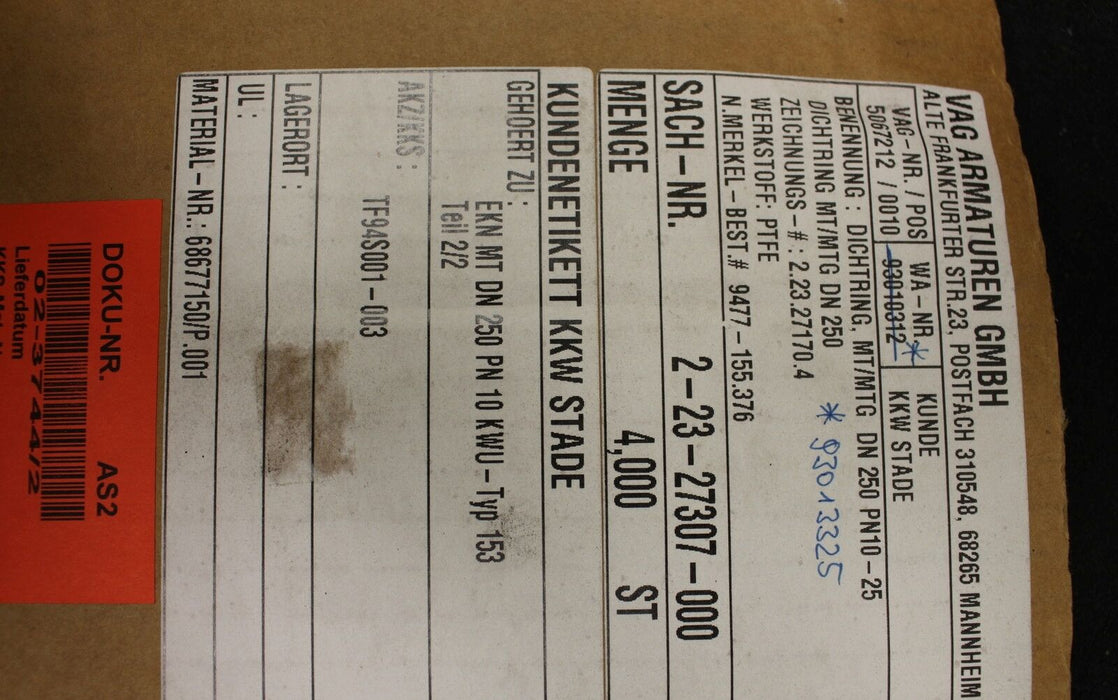 VAG ARMATUREN GMBH
ALTE FRANKFURTER STR.23, POSTFACH 310548, 68265 MANNHEIM
VAG-NR. / POS WA-NR. * KUNDE
5067212 / 0010 93010312 KKW STADE
BENENNUNG : DICHTRING, MT/MTG DN 250 PN10-25
DICHTRING MT/MTG DN 250 * 93013325
ZEICHNUNGS-# : 2.23.27170.4
WERKSTOFF: PTFE
N.MERKEL-BEST.# 9477-155.376
SACH-NR. 2-23-27307-000
MENGE 4,000 ST
KUNDENETIKETT KKW STADE
GEHOERT ZU :
EKN MT DN 250 PN 10 KWU-Typ 153
Teil 2/2
AKZ/KKS :
TF94S001-003
LAGERORT :
UL :
MATERIAL-NR.: 68677150/P.001
DOKU-NR. AS2
02-3744/2
Lieferdatum